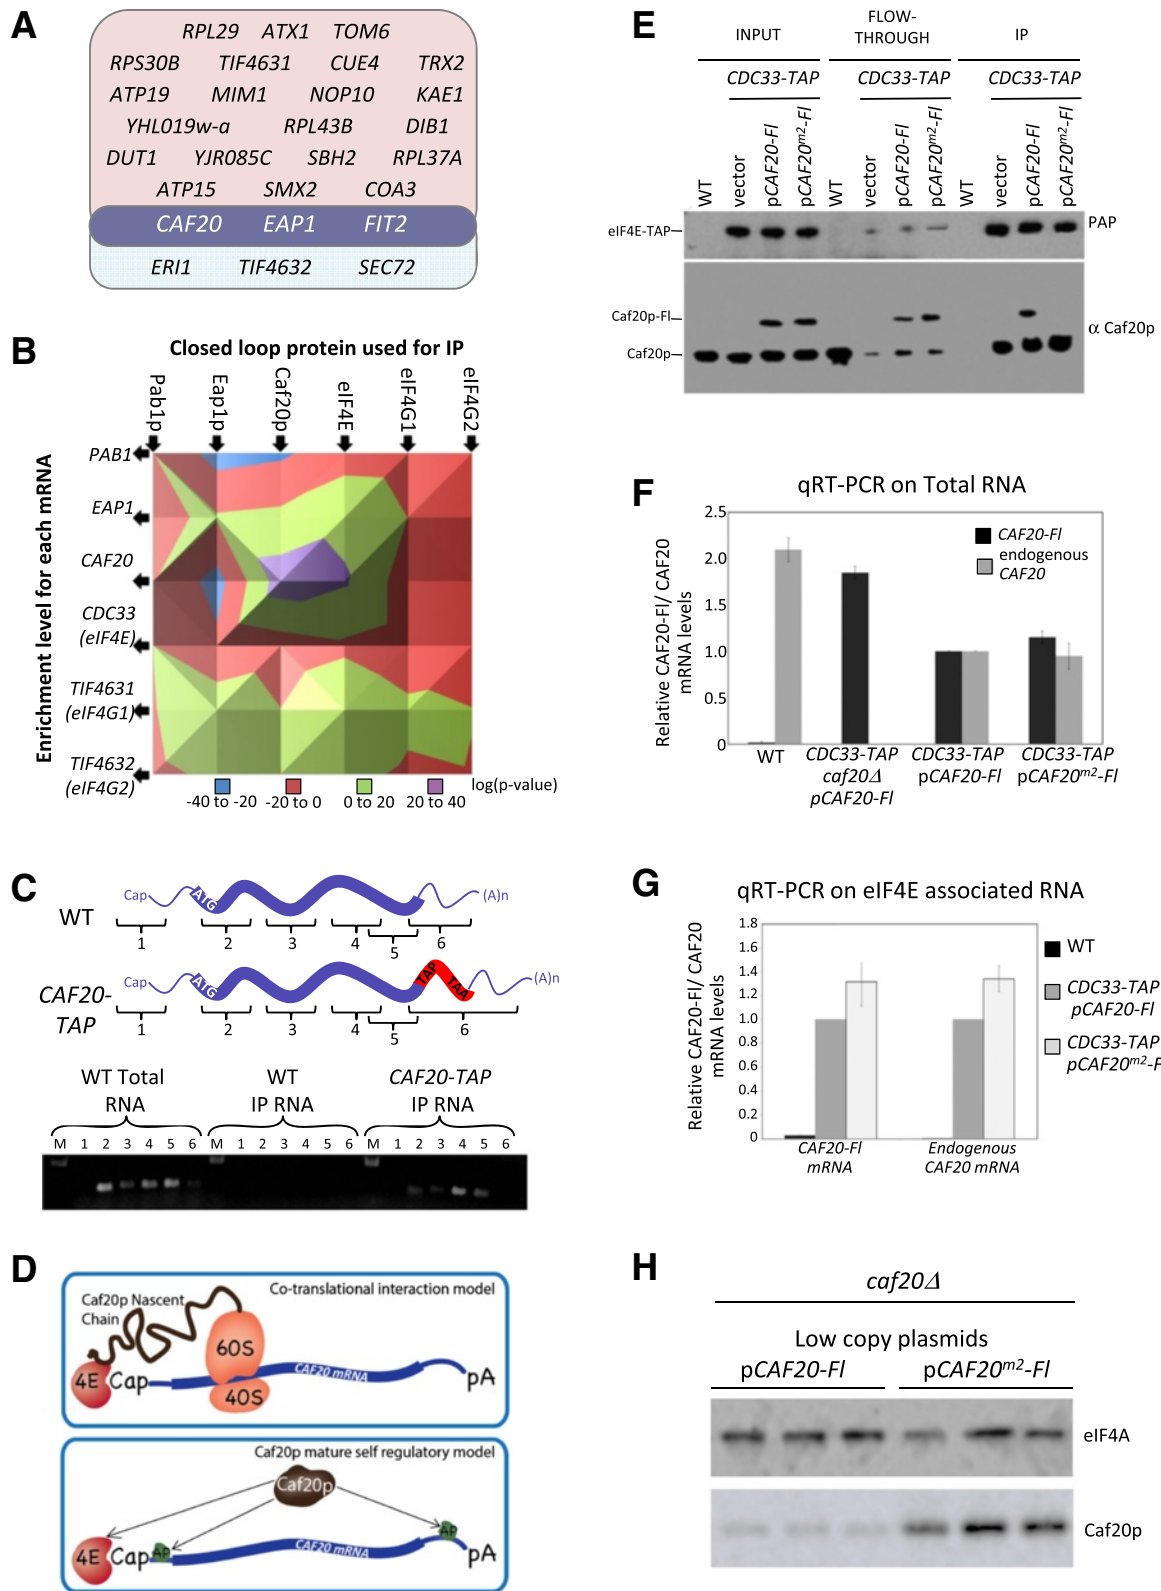 A
RPL29 ATX1 TOM6
RPS30B TIF4631 CUE4 TRX2
ATP19 MIM1 NOP10 KAE1
YHL019w-a RPL43B DIB1
DUT1 YJR085C SBH2 RPL37A
ATP15 SMX2 COA3
CAF20 EAP1 FIT2
ERI1 TIF4632 SEC72
B
Closed loop protein used for IP
Pab1p Eap1p Caf20p eIF4E eIF4G1 eIF4G2
Enrichment level for each mRNA
PAB1
EAP1
CAF20
CDC33
(eIF4E)
TIF4631
(eIF4G1)
TIF4632
(eIF4G2)
-40 to -20 -20 to 0 0 to 20 20 to 40 log(p-value)
C
WT
Cap ATG (A)n
1 2 3 4 5 6
CAF20-
TAP
Cap ATG TAP TAA (A)n
1 2 3 4 5 6
WT Total
RNA
WT
IP RNA
CAF20-TAP
IP RNA
M 1 2 3 4 5 6 M 1 2 3 4 5 6 M 1 2 3 4 5 6
D
Co-translational interaction model
Caf20p Nascent
Chain
60S
4E Cap CAF20 mRNA pA
40S
Caf20p mature self regulatory model
Caf20p
AP
4E Cap AP CAF20 mRNA pA
E
INPUT FLOW-
THROUGH IP
CDC33-TAP CDC33-TAP CDC33-TAP
WT vector pCAF20-Fl pCAF20m2-Fl WT vector pCAF20-Fl pCAF20m2-Fl WT vector pCAF20-Fl pCAF20m2-Fl
eIF4E-TAP PAP
Caf20p-Fl
α Caf20p
Caf20p
F
qRT-PCR on Total RNA
Relative CAF20-Fl/ CAF20
mRNA levels
2.5
2.0
1.5
1.0
0.5
0
CAF20-Fl
endogenous
CAF20
WT
CDC33-TAP
caf20Δ
pCAF20-Fl
CDC33-TAP
pCAF20-Fl
CDC33-TAP
pCAF20m2-Fl
G
qRT-PCR on eIF4E associated RNA
Relative CAF20-Fl/ CAF20
mRNA levels
1.8
1.6
1.4
1.2
1.0
0.8
0.6
0.4
0.2
0
WT
CDC33-TAP
pCAF20-Fl
CDC33-TAP
pCAF20m2-F
CAF20-Fl
mRNA
Endogenous
CAF20 mRNA
H
caf20Δ
Low copy plasmids
pCAF20-Fl pCAF20m2-Fl
eIF4A
Caf20p